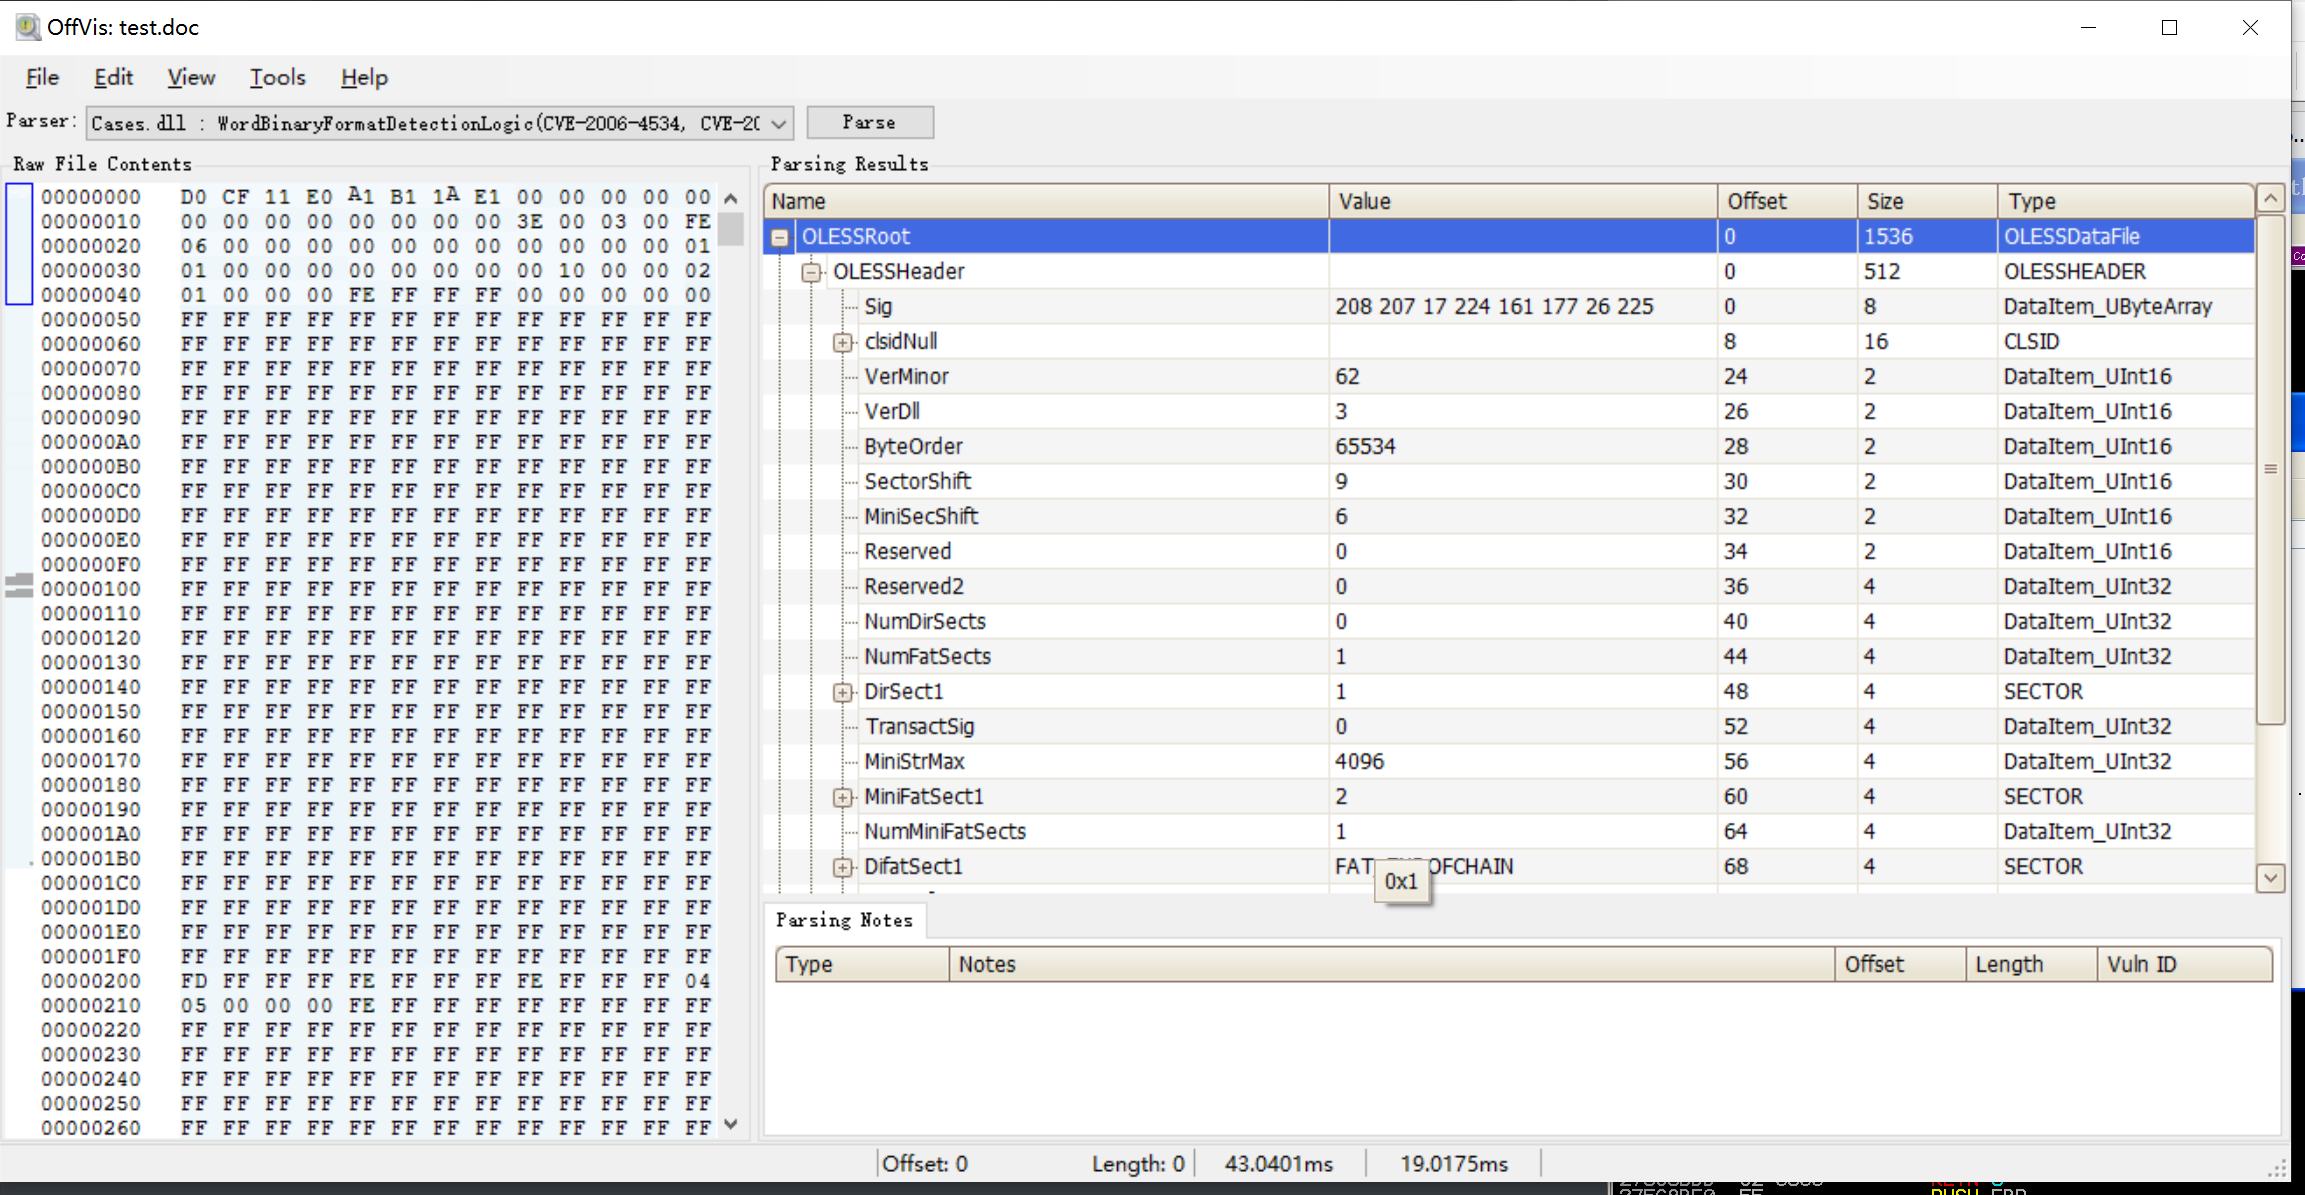 OffVis: test.doc
File Edit View Tools Help
Parser: Cases.dll : WordBinaryFormatDetectionLogic(CVE-2006-4534, CVE-20 Parse
Raw File Contents
00000000 D0 CF 11 E0 A1 B1 1A E1 00 00 00 00 00
00000010 00 00 00 00 00 00 00 00 3E 00 03 00 FE
00000020 06 00 00 00 00 00 00 00 00 00 00 00 01
00000030 01 00 00 00 00 00 00 00 00 10 00 00 02
00000040 01 00 00 00 FE FF FF FF 00 00 00 00 00
00000050 FF FF FF FF FF FF FF FF FF FF FF FF FF
00000060 FF FF FF FF FF FF FF FF FF FF FF FF FF
00000070 FF FF FF FF FF FF FF FF FF FF FF FF FF
00000080 FF FF FF FF FF FF FF FF FF FF FF FF FF
00000090 FF FF FF FF FF FF FF FF FF FF FF FF FF
000000A0 FF FF FF FF FF FF FF FF FF FF FF FF FF
000000B0 FF FF FF FF FF FF FF FF FF FF FF FF FF
000000C0 FF FF FF FF FF FF FF FF FF FF FF FF FF
000000D0 FF FF FF FF FF FF FF FF FF FF FF FF FF
000000E0 FF FF FF FF FF FF FF FF FF FF FF FF FF
000000F0 FF FF FF FF FF FF FF FF FF FF FF FF FF
00000100 FF FF FF FF FF FF FF FF FF FF FF FF FF
00000110 FF FF FF FF FF FF FF FF FF FF FF FF FF
00000120 FF FF FF FF FF FF FF FF FF FF FF FF FF
00000130 FF FF FF FF FF FF FF FF FF FF FF FF FF
00000140 FF FF FF FF FF FF FF FF FF FF FF FF FF
00000150 FF FF FF FF FF FF FF FF FF FF FF FF FF
00000160 FF FF FF FF FF FF FF FF FF FF FF FF FF
00000170 FF FF FF FF FF FF FF FF FF FF FF FF FF
00000180 FF FF FF FF FF FF FF FF FF FF FF FF FF
00000190 FF FF FF FF FF FF FF FF FF FF FF FF FF
000001A0 FF FF FF FF FF FF FF FF FF FF FF FF FF
000001B0 FF FF FF FF FF FF FF FF FF FF FF FF FF
000001C0 FF FF FF FF FF FF FF FF FF FF FF FF FF
000001D0 FF FF FF FF FF FF FF FF FF FF FF FF FF
000001E0 FF FF FF FF FF FF FF FF FF FF FF FF FF
000001F0 FF FF FF FF FF FF FF FF FF FF FF FF FF
00000200 FD FF FF FF FE FF FF FF FE FF FF FF 04
00000210 05 00 00 00 FE FF FF FF FF FF FF FF FF
00000220 FF FF FF FF FF FF FF FF FF FF FF FF FF
00000230 FF FF FF FF FF FF FF FF FF FF FF FF FF
00000240 FF FF FF FF FF FF FF FF FF FF FF FF FF
00000250 FF FF FF FF FF FF FF FF FF FF FF FF FF
00000260 FF FF FF FF FF FF FF FF FF FF FF FF FF
Parsing Results
Name Value Offset Size Type
OLESSRoot 0 1536 OLESSDataFile
OLESSHeader 0 512 OLESSHEADER
Sig 208 207 17 224 161 177 26 225 0 8 DataItem_UByteArray
clsidNull 8 16 CLSID
VerMinor 62 24 2 DataItem_UInt16
VerDll 3 26 2 DataItem_UInt16
ByteOrder 65534 28 2 DataItem_UInt16
SectorShift 9 30 2 DataItem_UInt16
MiniSecShift 6 32 2 DataItem_UInt16
Reserved 0 34 2 DataItem_UInt16
Reserved2 0 36 4 DataItem_UInt32
NumDirSects 0 40 4 DataItem_UInt32
NumFatSects 1 44 4 DataItem_UInt32
DirSect1 1 48 4 SECTOR
TransactSig 0 52 4 DataItem_UInt32
MiniStrMax 4096 56 4 DataItem_UInt32
MiniFatSect1 2 60 4 SECTOR
NumMiniFatSects 1 64 4 DataItem_UInt32
DifatSect1 68 4 SECTOR
0x1
Parsing Notes
Type Notes Offset Length Vuln ID
Offset: 0 Length: 0 43.0401ms 19.0175ms